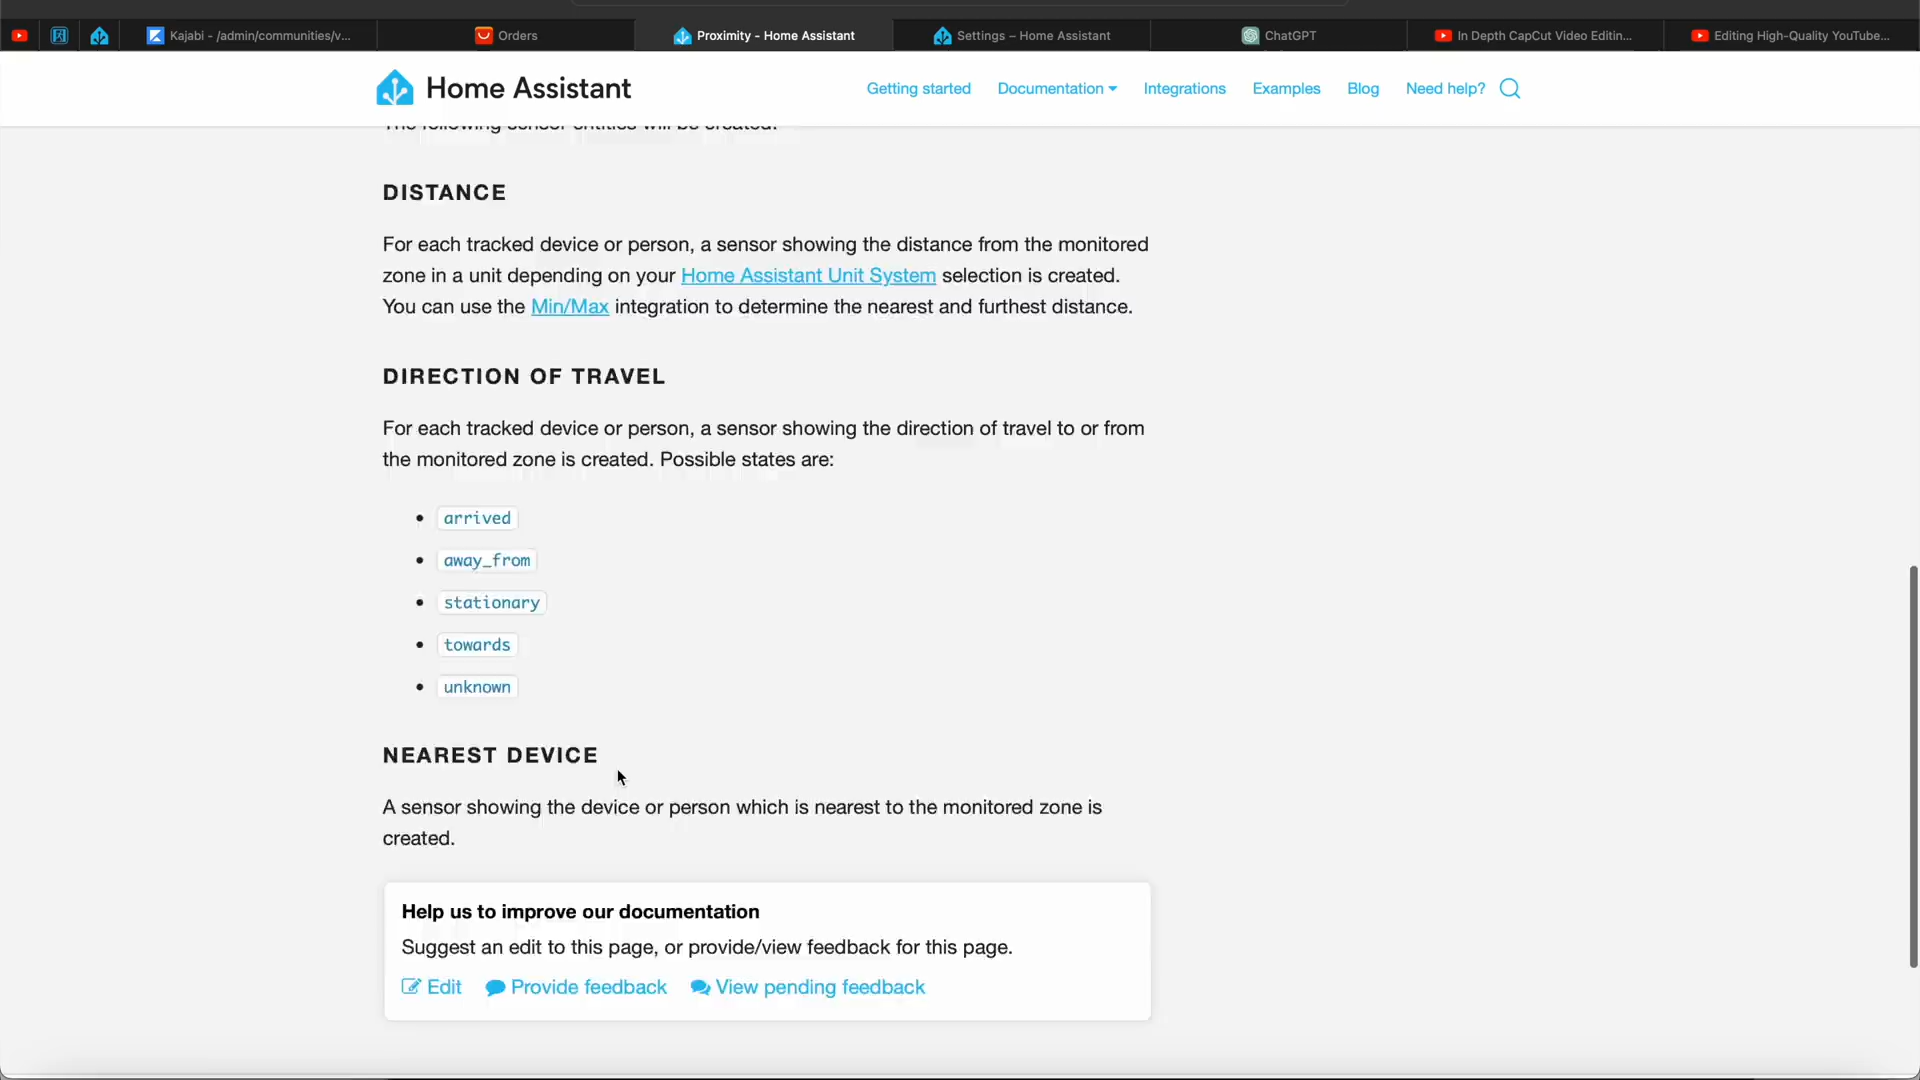 Kajabi - /admin/communities/v...
Orders
Proximity - Home Assistant
Settings – Home Assistant
ChatGPT
In Depth CapCut Video Editin...
Editing High-Quality YouTube...
Home Assistant
Getting started
Documentation
Integrations
Examples
Blog
Need help?
The following sensor entities will be created:
DISTANCE
For each tracked device or person, a sensor showing the distance from the monitored
zone in a unit depending on your Home Assistant Unit System selection is created.
You can use the Min/Max integration to determine the nearest and furthest distance.
DIRECTION OF TRAVEL
For each tracked device or person, a sensor showing the direction of travel to or from
the monitored zone is created. Possible states are:
arrived
away_from
stationary
towards
unknown
NEAREST DEVICE
A sensor showing the device or person which is nearest to the monitored zone is
created.
Help us to improve our documentation
Suggest an edit to this page, or provide/view feedback for this page.
Edit
Provide feedback
View pending feedback